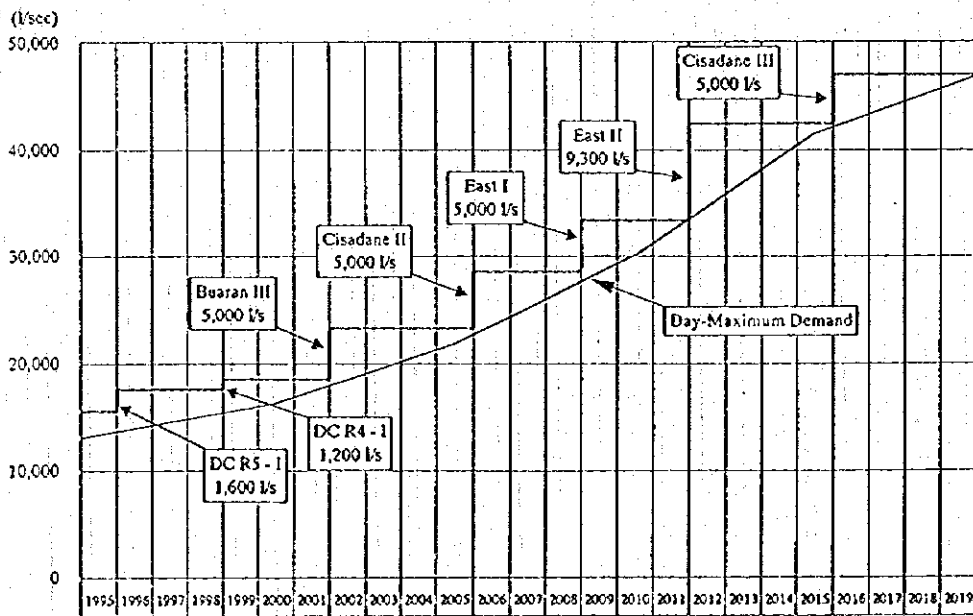 (l/sec)
50,000
40,000
30,000
20,000
10,000
0
Cisadane III
5,000 l/s
East II
9,300 l/s
East I
5,000 l/s
Cisadane II
5,000 l/s
Buaran III
5,000 l/s
Day-Maximum Demand
DC R4 - I
1,200 l/s
DC R5 - I
1,600 l/s
1995 1996 1997 1998 1999 2000 2001 2002 2003 2004 2005 2006 2007 2008 2009 2010 2011 2012 2013 2014 2015 2016 2017 2018 2019